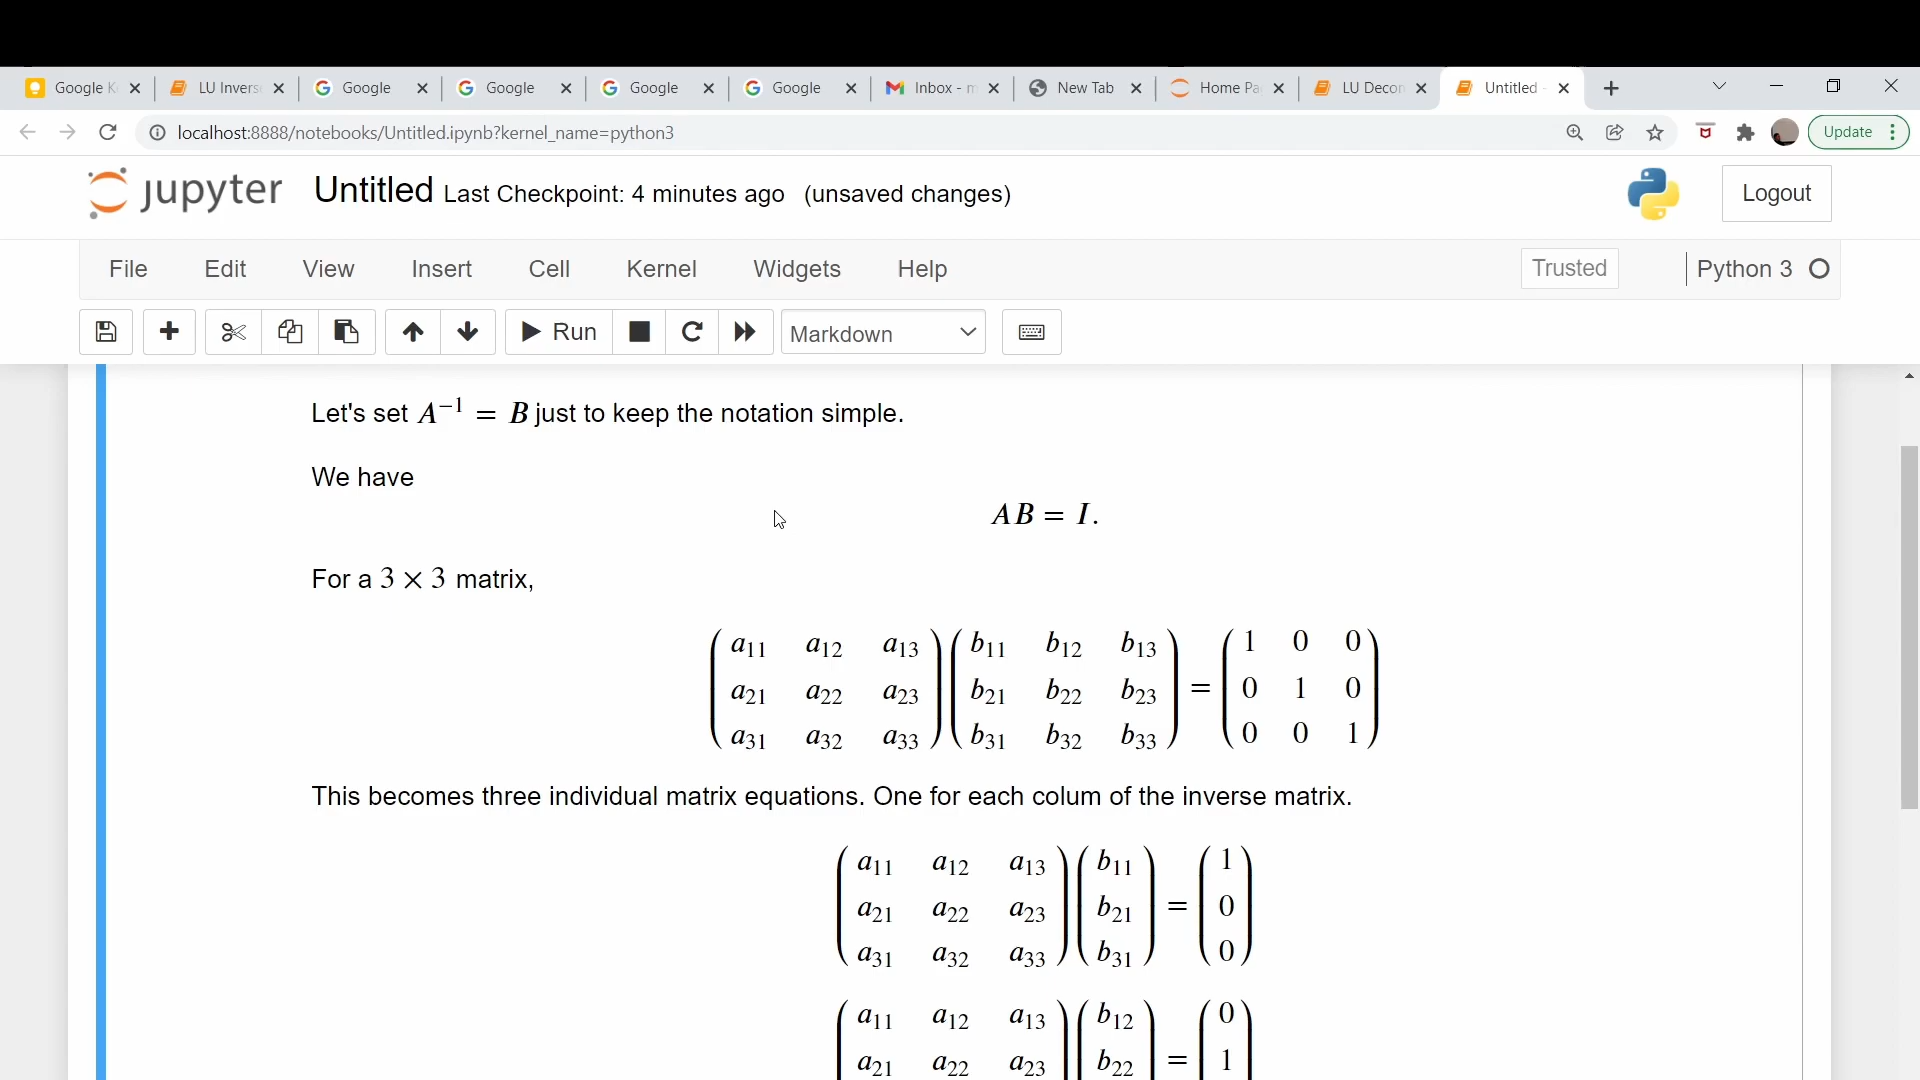 Google K
LU Invers
Google
Google
Google
Google
Inbox - m
New Tab
Home Pa
LU Decon
Untitled -
localhost:8888/notebooks/Untitled.ipynb?kernel_name=python3
Update
jupyter Untitled Last Checkpoint: 4 minutes ago (unsaved changes)
Logout
File Edit View Insert Cell Kernel Widgets Help
Trusted
Python 3
Run
Markdown
Let's set A⁻¹ = B just to keep the notation simple.
We have
AB = I.
For a 3 × 3 matrix,
( a₁₁ a₁₂ a₁₃ ) ( b₁₁ b₁₂ b₁₃ ) ( 1 0 0 )
( a₂₁ a₂₂ a₂₃ ) ( b₂₁ b₂₂ b₂₃ ) = ( 0 1 0 )
( a₃₁ a₃₂ a₃₃ ) ( b₃₁ b₃₂ b₃₃ ) ( 0 0 1 )
This becomes three individual matrix equations. One for each colum of the inverse matrix.
( a₁₁ a₁₂ a₁₃ ) ( b₁₁ ) ( 1 )
( a₂₁ a₂₂ a₂₃ ) ( b₂₁ ) = ( 0 )
( a₃₁ a₃₂ a₃₃ ) ( b₃₁ ) ( 0 )
( a₁₁ a₁₂ a₁₃ ) ( b₁₂ ) ( 0 )
( a₂₁ a₂₂ a₂₃ ) ( b₂₂ ) = ( 1 )